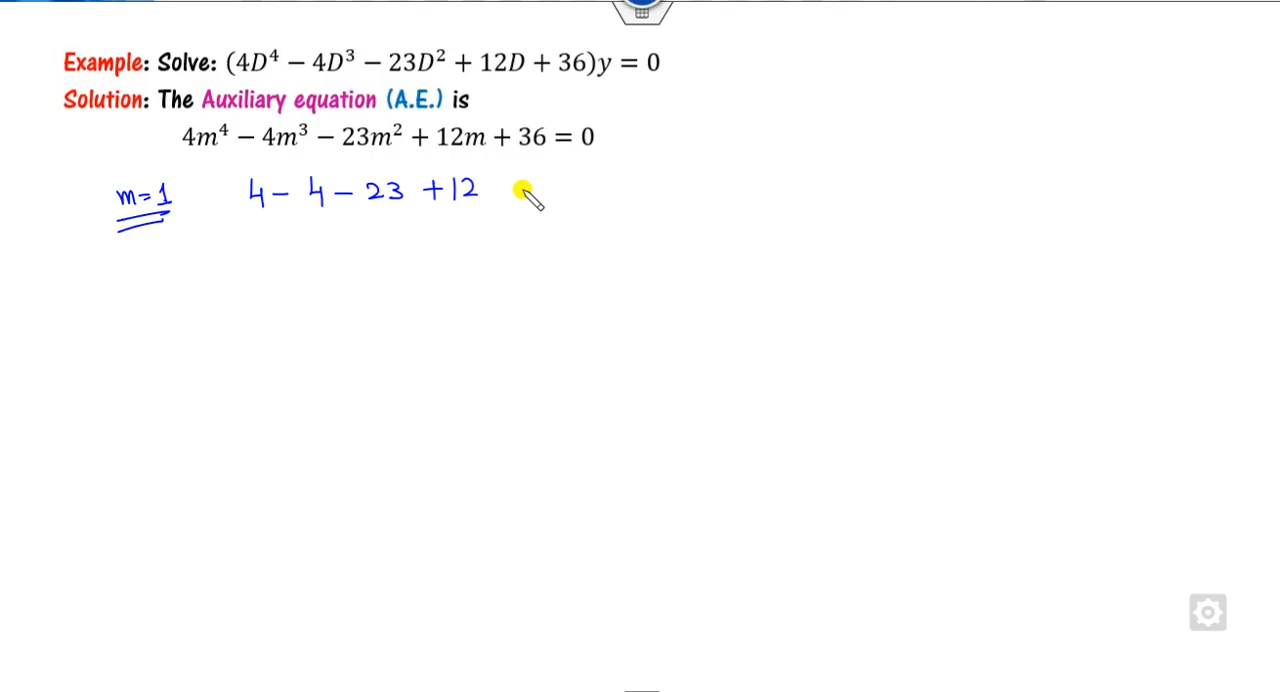 Example: Solve: (4D⁴ − 4D³ − 23D² + 12D + 36)y = 0
Solution: The Auxiliary equation (A.E.) is
4m⁴ − 4m³ − 23m² + 12m + 36 = 0
m=1 4 − 4 − 23 +12